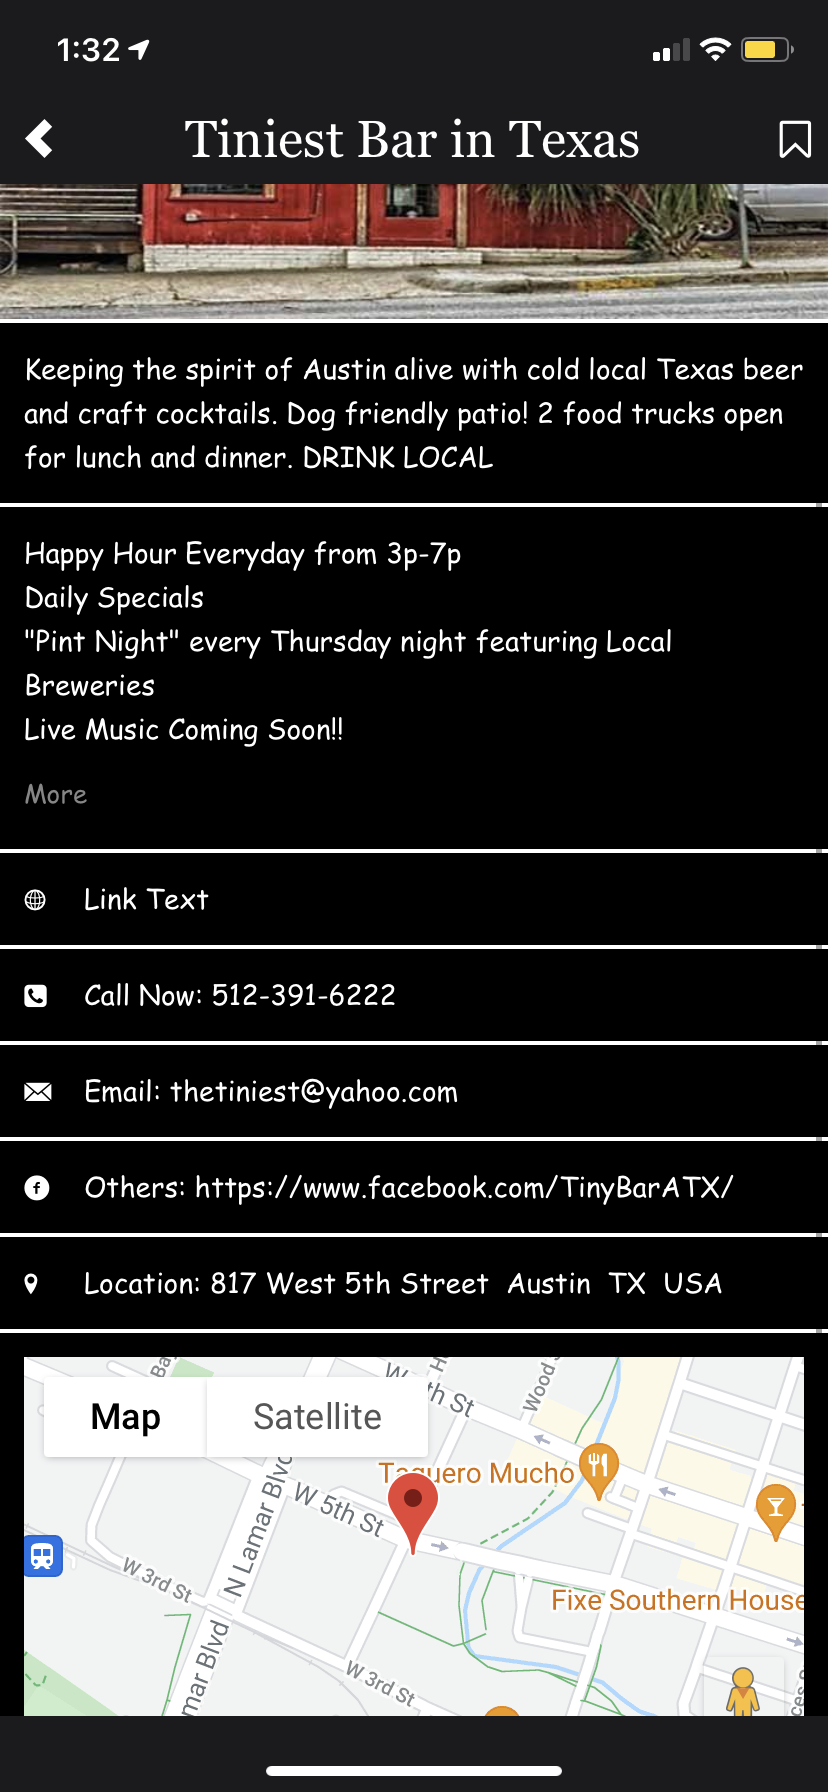 1:32
Tiniest Bar in Texas
Keeping the spirit of Austin alive with cold local Texas beer
and craft cocktails. Dog friendly patio! 2 food trucks open
for lunch and dinner. DRINK LOCAL
Happy Hour Everyday from 3p-7p
Daily Specials
"Pint Night" every Thursday night featuring Local
Breweries
Live Music Coming Soon!!
More
Link Text
Call Now: 512-391-6222
Email: thetiniest@yahoo.com
Others: https://www.facebook.com/TinyBarATX/
Location: 817 West 5th Street  Austin  TX  USA
Map
Satellite
St
Wood
Taquero Mucho
W 5th St
N Lamar Blvd
W 3rd St
Fixe Southern House
mar Blvd
W 3rd St